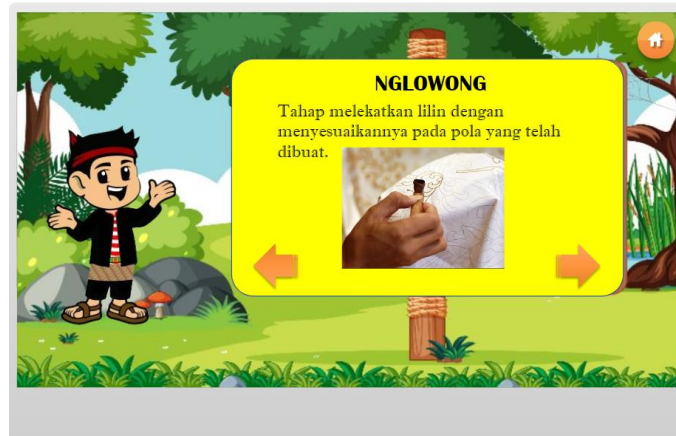 NGLOWONG
Tahap melekatkan lilin dengan
menyesuaikannya pada pola yang telah
dibuat.